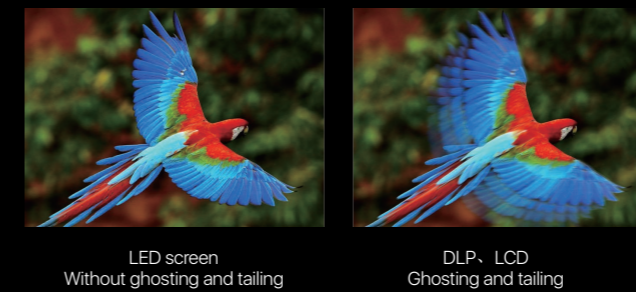 LED screen
Without ghosting and tailing
DLP、LCD
Ghosting and tailing